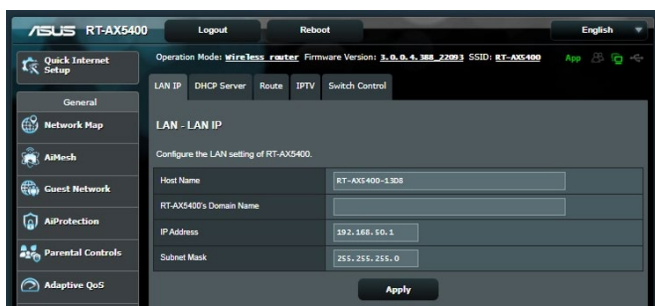 ASUS RT-AX5400 Logout Reboot English
Quick Internet Setup
Operation Mode: Wireless router Firmware Version: 3.0.0.4.388_22093 SSID: RT-AX5400 App
LAN IP DHCP Server Route IPTV Switch Control
General
Network Map
LAN - LAN IP
AiMesh
Configure the LAN setting of RT-AX5400.
Host Name RT-AX5400-13D8
Guest Network
RT-AX5400's Domain Name
AiProtection
IP Address 192.168.50.1
Parental Controls
Subnet Mask 255.255.255.0
Adaptive QoS
Apply